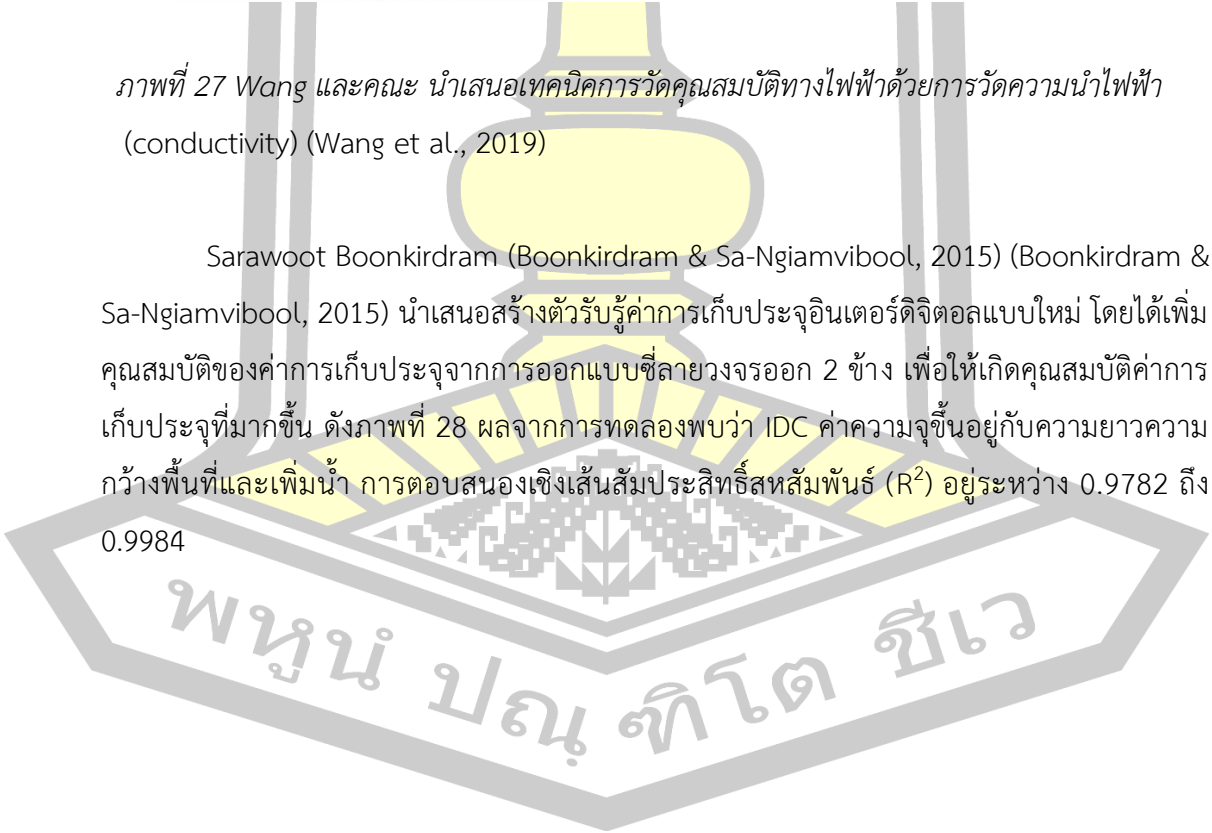 ภาพที่ 27 Wang และคณะ นำเสนอเทคนิคการวัดคุณสมบัติทางไฟฟ้าด้วยการวัดความนำไฟฟ้า
(conductivity) (Wang et al., 2019)
Sarawoot Boonkirdram (Boonkirdram & Sa-Ngiamvibool, 2015) (Boonkirdram &
Sa-Ngiamvibool, 2015) นำเสนอสร้างตัวรับรู้ค่าการเก็บประจุอินเตอร์ดิจิตอลแบบใหม่ โดยได้เพิ่ม
คุณสมบัติของค่าการเก็บประจุจากการออกแบบซี่ลายวงจรออก 2 ข้าง เพื่อให้เกิดคุณสมบัติค่าการ
เก็บประจุที่มากขึ้น ดังภาพที่ 28 ผลจากการทดลองพบว่า IDC ค่าความจุขึ้นอยู่กับความยาวความ
กว้างพื้นที่และเพิ่มน้ำ การตอบสนองเชิงเส้นสัมประสิทธิ์สหสัมพันธ์ (R²) อยู่ระหว่าง 0.9782 ถึง
0.9984
พหูนํ ปณฺฑิโต ชีเว